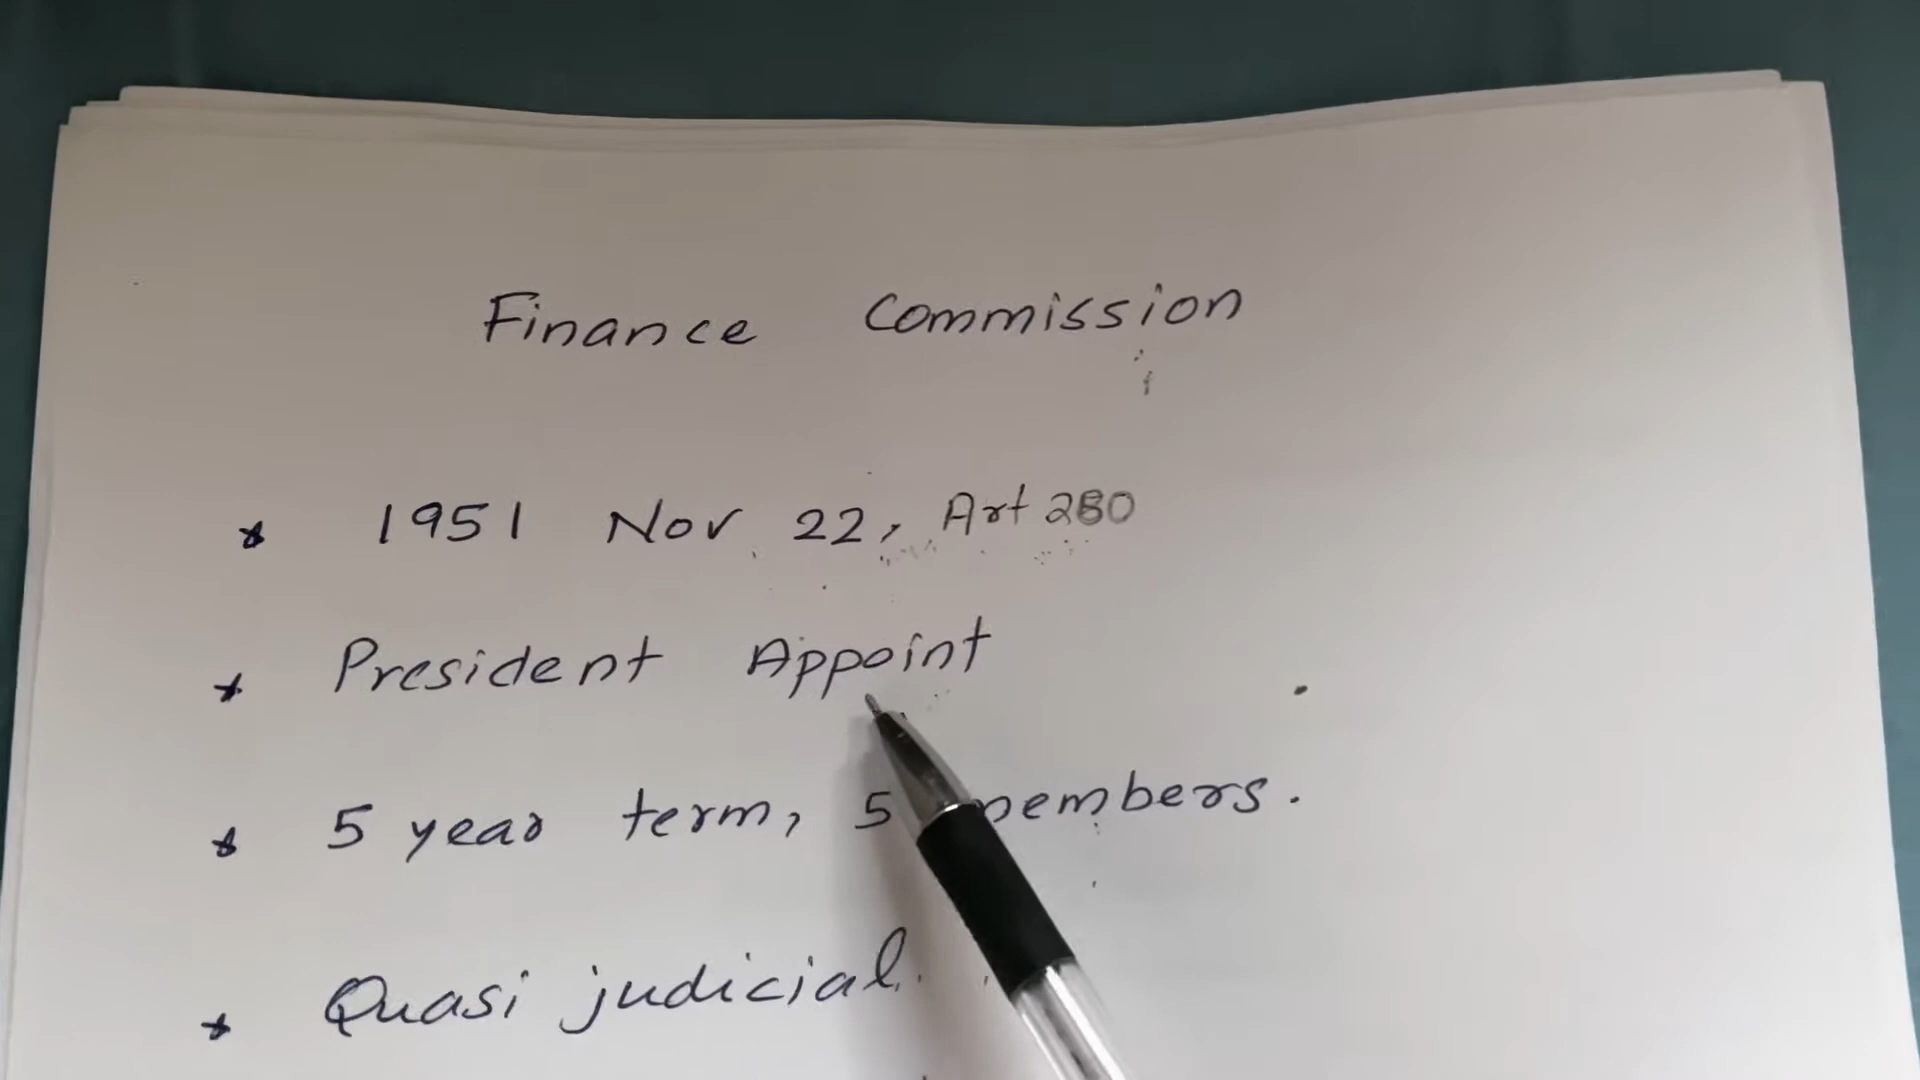 Finance Commission
* 1951 Nov 22, Art 280
* President Appoint
* 5 year term, 5 members.
* Quasi judicial.